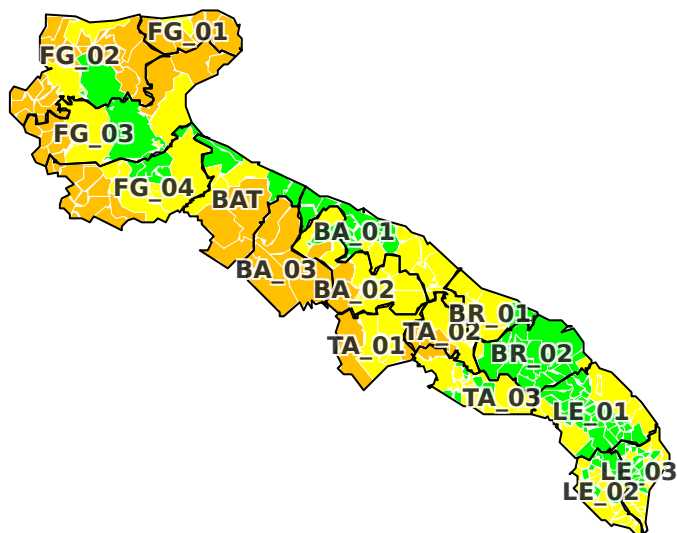 FG_01
FG_02
FG_03
FG_04
BAT
BA_01
BA_03
BA_02
BR_01
TA_02
TA_01
BR_02
TA_03
LE_01
LE_03
LE_02